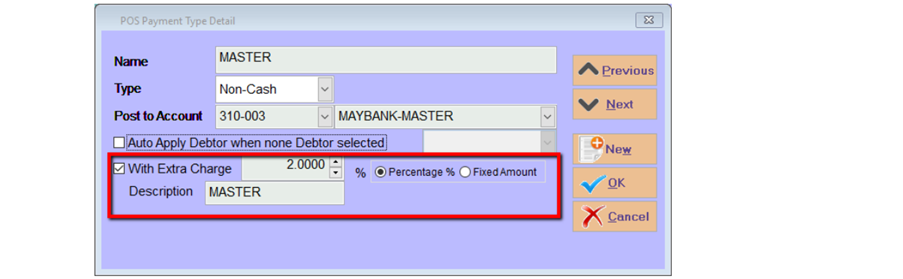 POS Payment Type Detail
Name MASTER
Type Non-Cash
Post to Account 310-003 MAYBANK-MASTER
Auto Apply Debtor when none Debtor selected
With Extra Charge 2.0000 % Percentage % Fixed Amount
Description MASTER
Previous
Next
New
OK
Cancel